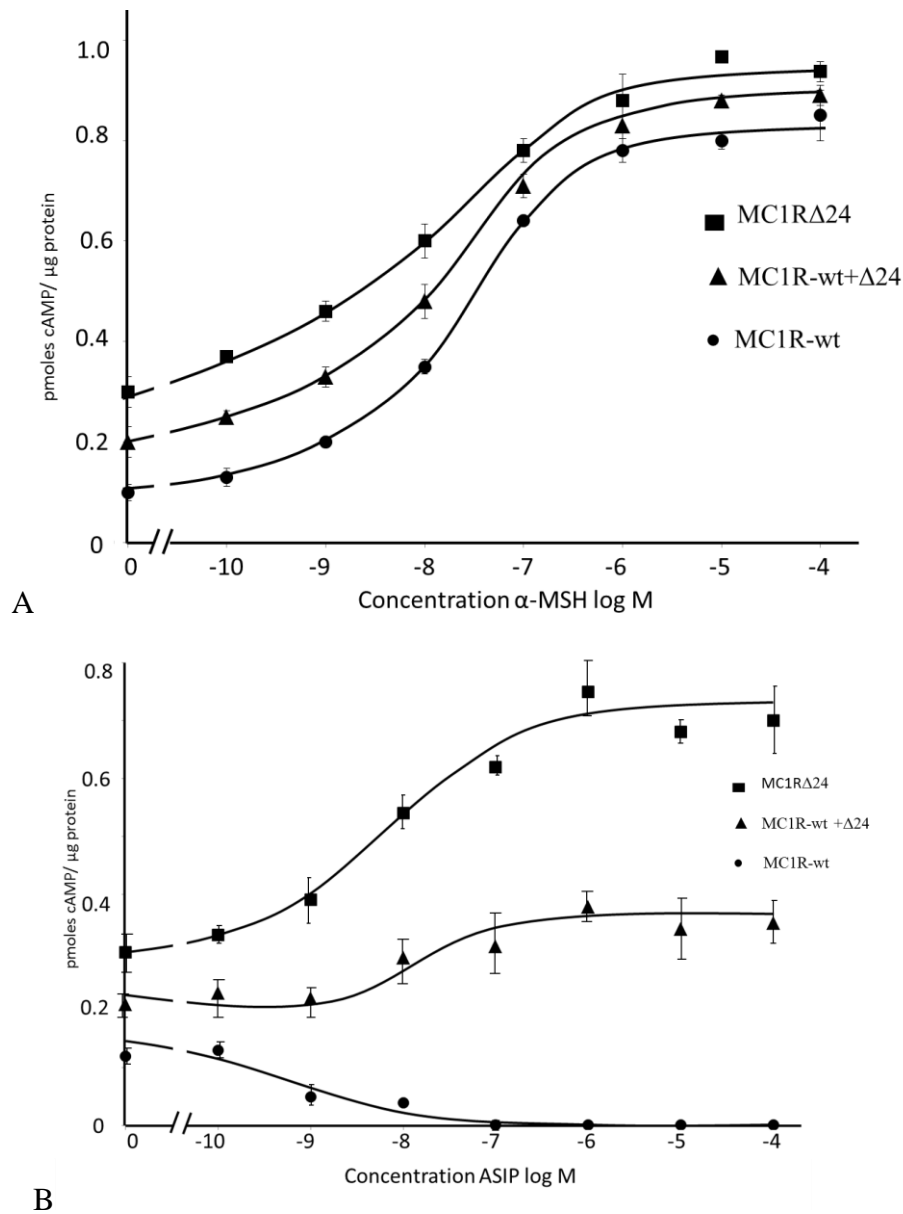 1.0
0.8
0.6
0.4
0.2
0
pmoles cAMP/ μg protein
MC1RΔ24
MC1R-wt+Δ24
MC1R-wt
0 -10 -9 -8 -7 -6 -5 -4
Concentration α-MSH log M
A
0.8
0.6
0.4
0.2
0
pmoles cAMP/ μg protein
MC1RΔ24
MC1R-wt +Δ24
MC1R-wt
0 -10 -9 -8 -7 -6 -5 -4
Concentration ASIP log M
B